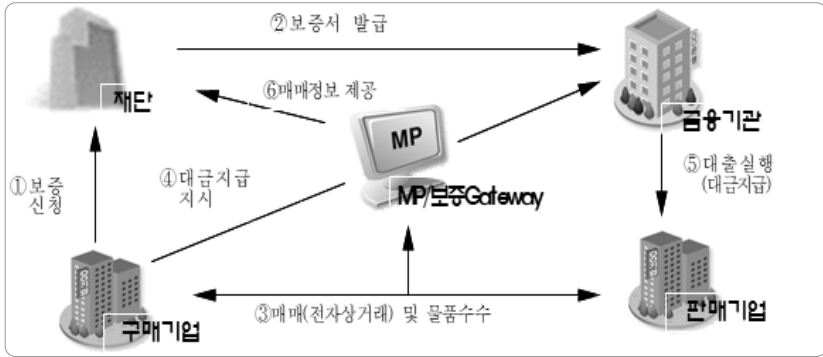 ②보증서 발급
재단
⑥매매정보 제공
MP
금융기관
①보증
신청
④대금지급
지시
MP/보증Gateway
⑤대출실행
(대금지급)
구매기업
③매매(전자상거래) 및 물품수수
판매기업